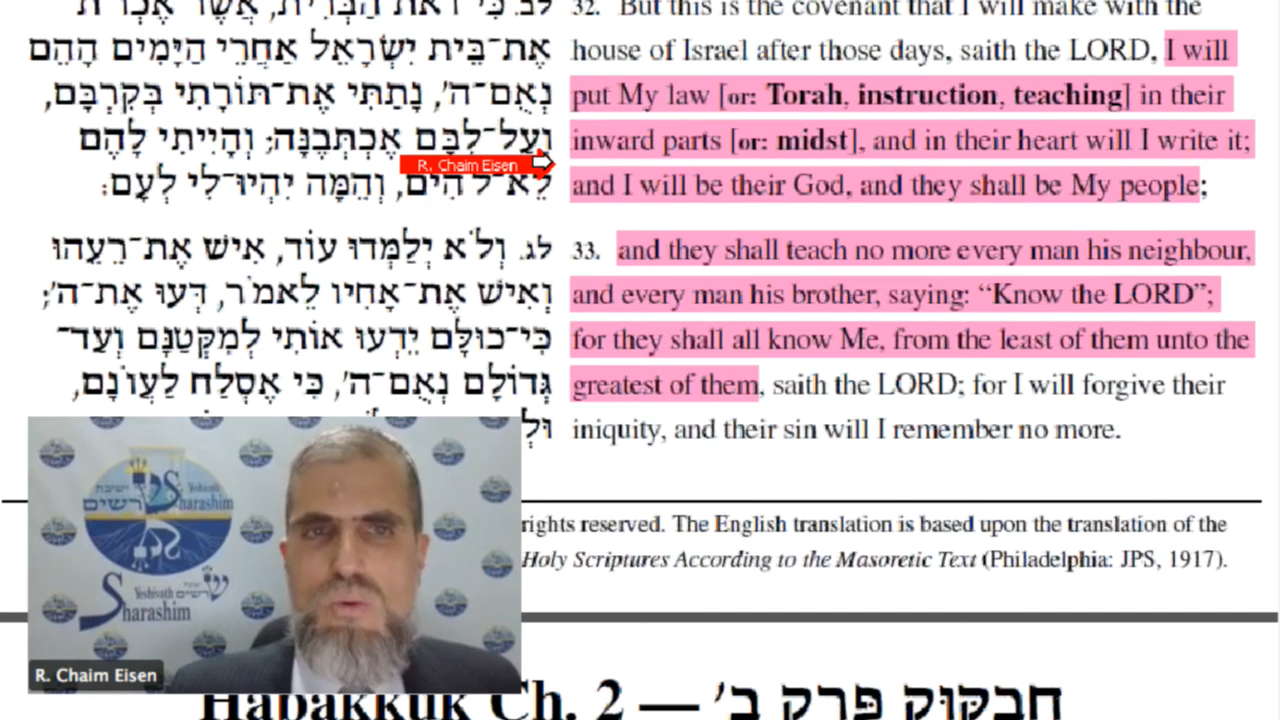 לב. כִּי זֹאת הַבְּרִית, אֲשֶׁר אֶכְרֹת
אֶת־בֵּית יִשְׂרָאֵל אַחֲרֵי הַיָּמִים הָהֵם
נְאֻם־ה', נָתַתִּי אֶת־תּוֹרָתִי בְּקִרְבָּם,
וְעַל־לִבָּם אֶכְתְּבֶנָּה; וְהָיִיתִי לָהֶם
לֵא־לֹהִים, וְהֵמָּה יִהְיוּ־לִי לְעָם:
לג. וְלֹא יְלַמְּדוּ עוֹד, אִישׁ אֶת־רֵעֵהוּ
וְאִישׁ אֶת־אָחִיו לֵאמֹר, דְּעוּ אֶת־ה';
כִּי־כוּלָּם יֵדְעוּ אוֹתִי לְמִקְּטַנָּם וְעַד־
גְּדוֹלָם נְאֻם־ה', כִּי אֶסְלַח לַעֲוֹנָם,
32. But this is the covenant that I will make with the
house of Israel after those days, saith the LORD, I will
put My law [or: Torah, instruction, teaching] in their
inward parts [or: midst], and in their heart will I write it;
and I will be their God, and they shall be My people;
33. and they shall teach no more every man his neighbour,
and every man his brother, saying: “Know the LORD”;
for they shall all know Me, from the least of them unto the
greatest of them, saith the LORD; for I will forgive their
iniquity, and their sin will I remember no more.
R. Chaim Eisen
rights reserved. The English translation is based upon the translation of the
Holy Scriptures According to the Masoretic Text (Philadelphia: JPS, 1917).
ישיבת שרשים
Yeshivath Sharashim
Yeshivath
Sharashim
R. Chaim Eisen
Habakkuk Ch. 2 — חבקוק פרק ב'